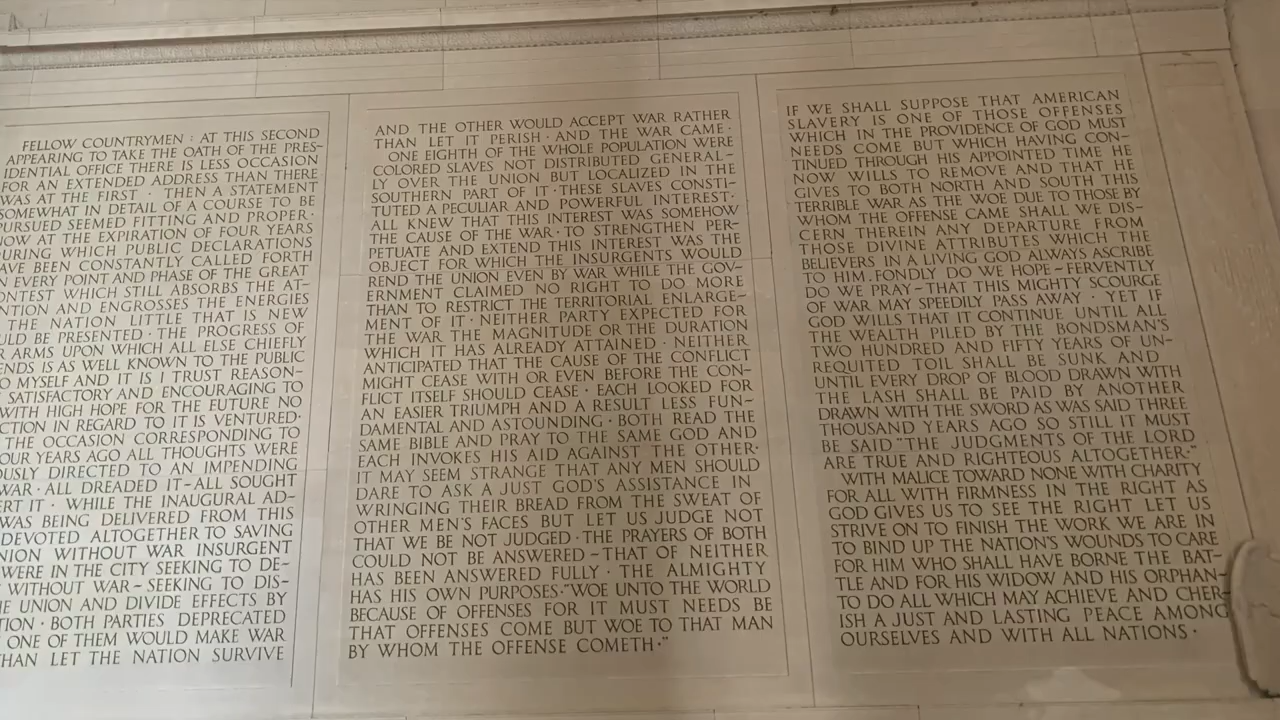 FELLOW COUNTRYMEN : AT THIS SECOND
APPEARING TO TAKE THE OATH OF THE PRES–
IDENTIAL OFFICE THERE IS LESS OCCASION
FOR AN EXTENDED ADDRESS THAN THERE
WAS AT THE FIRST · THEN A STATEMENT
SOMEWHAT IN DETAIL OF A COURSE TO BE
PURSUED SEEMED FITTING AND PROPER·
NOW AT THE EXPIRATION OF FOUR YEARS
DURING WHICH PUBLIC DECLARATIONS
AVE BEEN CONSTANTLY CALLED FORTH
N EVERY POINT AND PHASE OF THE GREAT
ONTEST WHICH STILL ABSORBS THE AT–
NTION AND ENGROSSES THE ENERGIES
THE NATION LITTLE THAT IS NEW
ULD BE PRESENTED · THE PROGRESS OF
R ARMS UPON WHICH ALL ELSE CHIEFLY
ENDS IS AS WELL KNOWN TO THE PUBLIC
O MYSELF AND IT IS I TRUST REASON–
SATISFACTORY AND ENCOURAGING TO
WITH HIGH HOPE FOR THE FUTURE NO
CTION IN REGARD TO IT IS VENTURED·
THE OCCASION CORRESPONDING TO
OUR YEARS AGO ALL THOUGHTS WERE
OUSLY DIRECTED TO AN IMPENDING
WAR · ALL DREADED IT – ALL SOUGHT
ERT IT · WHILE THE INAUGURAL AD–
WAS BEING DELIVERED FROM THIS
DEVOTED ALTOGETHER TO SAVING
NION WITHOUT WAR INSURGENT
WERE IN THE CITY SEEKING TO DE–
WITHOUT WAR – SEEKING TO DIS–
E UNION AND DIVIDE EFFECTS BY
TION · BOTH PARTIES DEPRECATED
ONE OF THEM WOULD MAKE WAR
HAN LET THE NATION SURVIVE
AND THE OTHER WOULD ACCEPT WAR RATHER
THAN LET IT PERISH · AND THE WAR CAME ·
ONE EIGHTH OF THE WHOLE POPULATION WERE
COLORED SLAVES NOT DISTRIBUTED GENERAL–
LY OVER THE UNION BUT LOCALIZED IN THE
SOUTHERN PART OF IT · THESE SLAVES CONSTI–
TUTED A PECULIAR AND POWERFUL INTEREST·
ALL KNEW THAT THIS INTEREST WAS SOMEHOW
THE CAUSE OF THE WAR · TO STRENGTHEN PER–
PETUATE AND EXTEND THIS INTEREST WAS THE
OBJECT FOR WHICH THE INSURGENTS WOULD
REND THE UNION EVEN BY WAR WHILE THE GOV–
ERNMENT CLAIMED NO RIGHT TO DO MORE
THAN TO RESTRICT THE TERRITORIAL ENLARGE–
MENT OF IT · NEITHER PARTY EXPECTED FOR
THE WAR THE MAGNITUDE OR THE DURATION
WHICH IT HAS ALREADY ATTAINED · NEITHER
ANTICIPATED THAT THE CAUSE OF THE CONFLICT
MIGHT CEASE WITH OR EVEN BEFORE THE CON–
FLICT ITSELF SHOULD CEASE · EACH LOOKED FOR
AN EASIER TRIUMPH AND A RESULT LESS FUN–
DAMENTAL AND ASTOUNDING · BOTH READ THE
SAME BIBLE AND PRAY TO THE SAME GOD AND
EACH INVOKES HIS AID AGAINST THE OTHER·
IT MAY SEEM STRANGE THAT ANY MEN SHOULD
DARE TO ASK A JUST GOD'S ASSISTANCE IN
WRINGING THEIR BREAD FROM THE SWEAT OF
OTHER MEN'S FACES BUT LET US JUDGE NOT
THAT WE BE NOT JUDGED · THE PRAYERS OF BOTH
COULD NOT BE ANSWERED – THAT OF NEITHER
HAS BEEN ANSWERED FULLY · THE ALMIGHTY
HAS HIS OWN PURPOSES·"WOE UNTO THE WORLD
BECAUSE OF OFFENSES FOR IT MUST NEEDS BE
THAT OFFENSES COME BUT WOE TO THAT MAN
BY WHOM THE OFFENSE COMETH·"
IF WE SHALL SUPPOSE THAT AMERICAN
SLAVERY IS ONE OF THOSE OFFENSES
WHICH IN THE PROVIDENCE OF GOD MUST
NEEDS COME BUT WHICH HAVING CON–
TINUED THROUGH HIS APPOINTED TIME HE
NOW WILLS TO REMOVE AND THAT HE
GIVES TO BOTH NORTH AND SOUTH THIS
TERRIBLE WAR AS THE WOE DUE TO THOSE BY
WHOM THE OFFENSE CAME SHALL WE DIS–
CERN THEREIN ANY DEPARTURE FROM
THOSE DIVINE ATTRIBUTES WHICH THE
BELIEVERS IN A LIVING GOD ALWAYS ASCRIBE
TO HIM · FONDLY DO WE HOPE – FERVENTLY
DO WE PRAY – THAT THIS MIGHTY SCOURGE
OF WAR MAY SPEEDILY PASS AWAY · YET IF
GOD WILLS THAT IT CONTINUE UNTIL ALL
THE WEALTH PILED BY THE BONDSMAN'S
TWO HUNDRED AND FIFTY YEARS OF UN–
REQUITED TOIL SHALL BE SUNK AND
UNTIL EVERY DROP OF BLOOD DRAWN WITH
THE LASH SHALL BE PAID BY ANOTHER
DRAWN WITH THE SWORD AS WAS SAID THREE
THOUSAND YEARS AGO SO STILL IT MUST
BE SAID "THE JUDGMENTS OF THE LORD
ARE TRUE AND RIGHTEOUS ALTOGETHER·"
WITH MALICE TOWARD NONE WITH CHARITY
FOR ALL WITH FIRMNESS IN THE RIGHT AS
GOD GIVES US TO SEE THE RIGHT LET US
STRIVE ON TO FINISH THE WORK WE ARE IN
TO BIND UP THE NATION'S WOUNDS TO CARE
FOR HIM WHO SHALL HAVE BORNE THE BAT–
TLE AND FOR HIS WIDOW AND HIS ORPHAN–
TO DO ALL WHICH MAY ACHIEVE AND CHER–
ISH A JUST AND LASTING PEACE AMONG
OURSELVES AND WITH ALL NATIONS ·